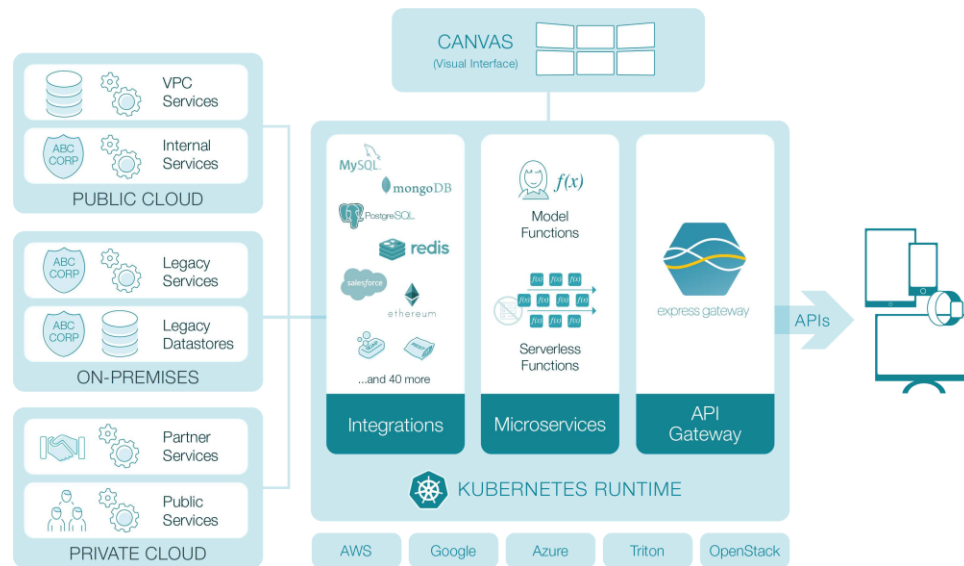 CANVAS
(Visual Interface)
VPC
Services
ABC
CORP
Internal
Services
PUBLIC CLOUD
ABC
CORP
Legacy
Services
ABC
CORP
Legacy
Datastores
ON-PREMISES
Partner
Services
Public
Services
PRIVATE CLOUD
MySQL
mongoDB
PostgreSQL
redis
salesforce
ethereum
...and 40 more
Integrations
f(x)
Model
Functions
f(x) f(x) f(x)
f(x) f(x) f(x) f(x)
f(x) f(x) f(x)
Serverless
Functions
Microservices
express gateway
API
Gateway
APIs
KUBERNETES RUNTIME
AWS
Google
Azure
Triton
OpenStack